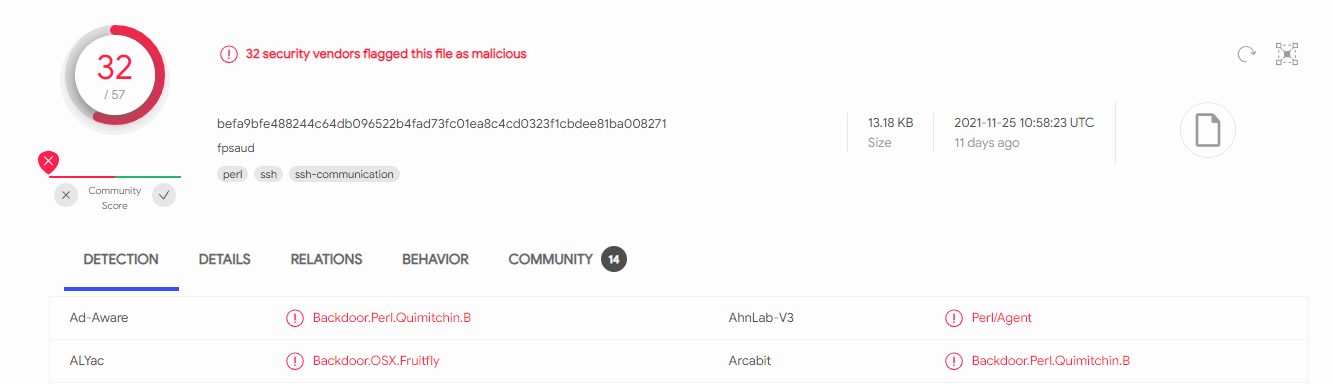 32
/ 57
32 security vendors flagged this file as malicious
befa9bfe488244c64db096522b4fad73fc01ea8c4cd0323f1cbdee81ba008271
fpsaud
perl ssh ssh-communication
13.18 KB
Size
2021-11-25 10:58:23 UTC
11 days ago
Community
Score
DETECTION DETAILS RELATIONS BEHAVIOR COMMUNITY 14
Ad-Aware Backdoor.Perl.Quimitchin.B AhnLab-V3 Perl/Agent
ALYac Backdoor.OSX.Fruitfly Arcabit Backdoor.Perl.Quimitchin.B